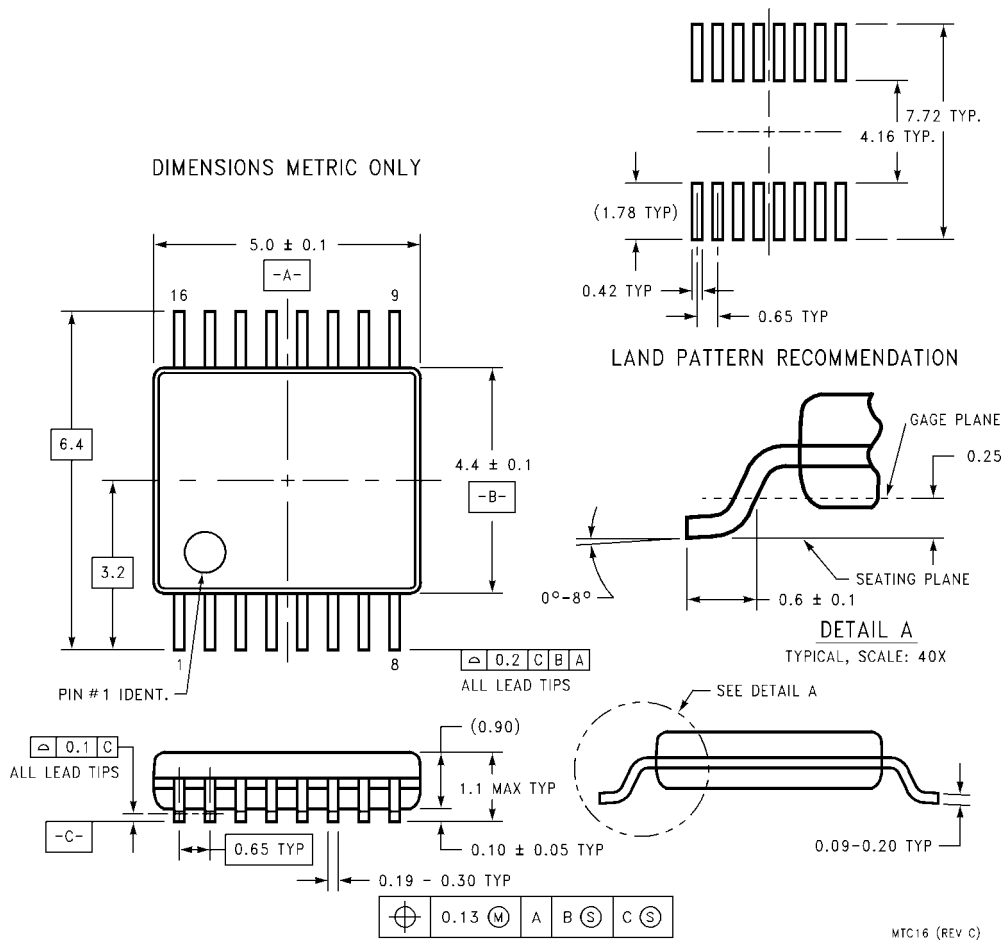 7.72 TYP.
4.16 TYP.
DIMENSIONS METRIC ONLY
(1.78 TYP)
5.0 ± 0.1
-A-
0.42 TYP
0.65 TYP
16
9
LAND PATTERN RECOMMENDATION
GAGE PLANE
0.25
6.4
4.4 ± 0.1
-B-
3.2
SEATING PLANE
0°-8°
0.6 ± 0.1
DETAIL A
TYPICAL, SCALE: 40X
1
8
⌓ 0.2 C B A
ALL LEAD TIPS
PIN #1 IDENT.
SEE DETAIL A
(0.90)
⌓ 0.1 C
ALL LEAD TIPS
1.1 MAX TYP
-C-
0.65 TYP
0.10 ± 0.05 TYP
0.09-0.20 TYP
0.19 - 0.30 TYP
⌖ 0.13 Ⓜ A B Ⓢ C Ⓢ
MTC16 (REV C)